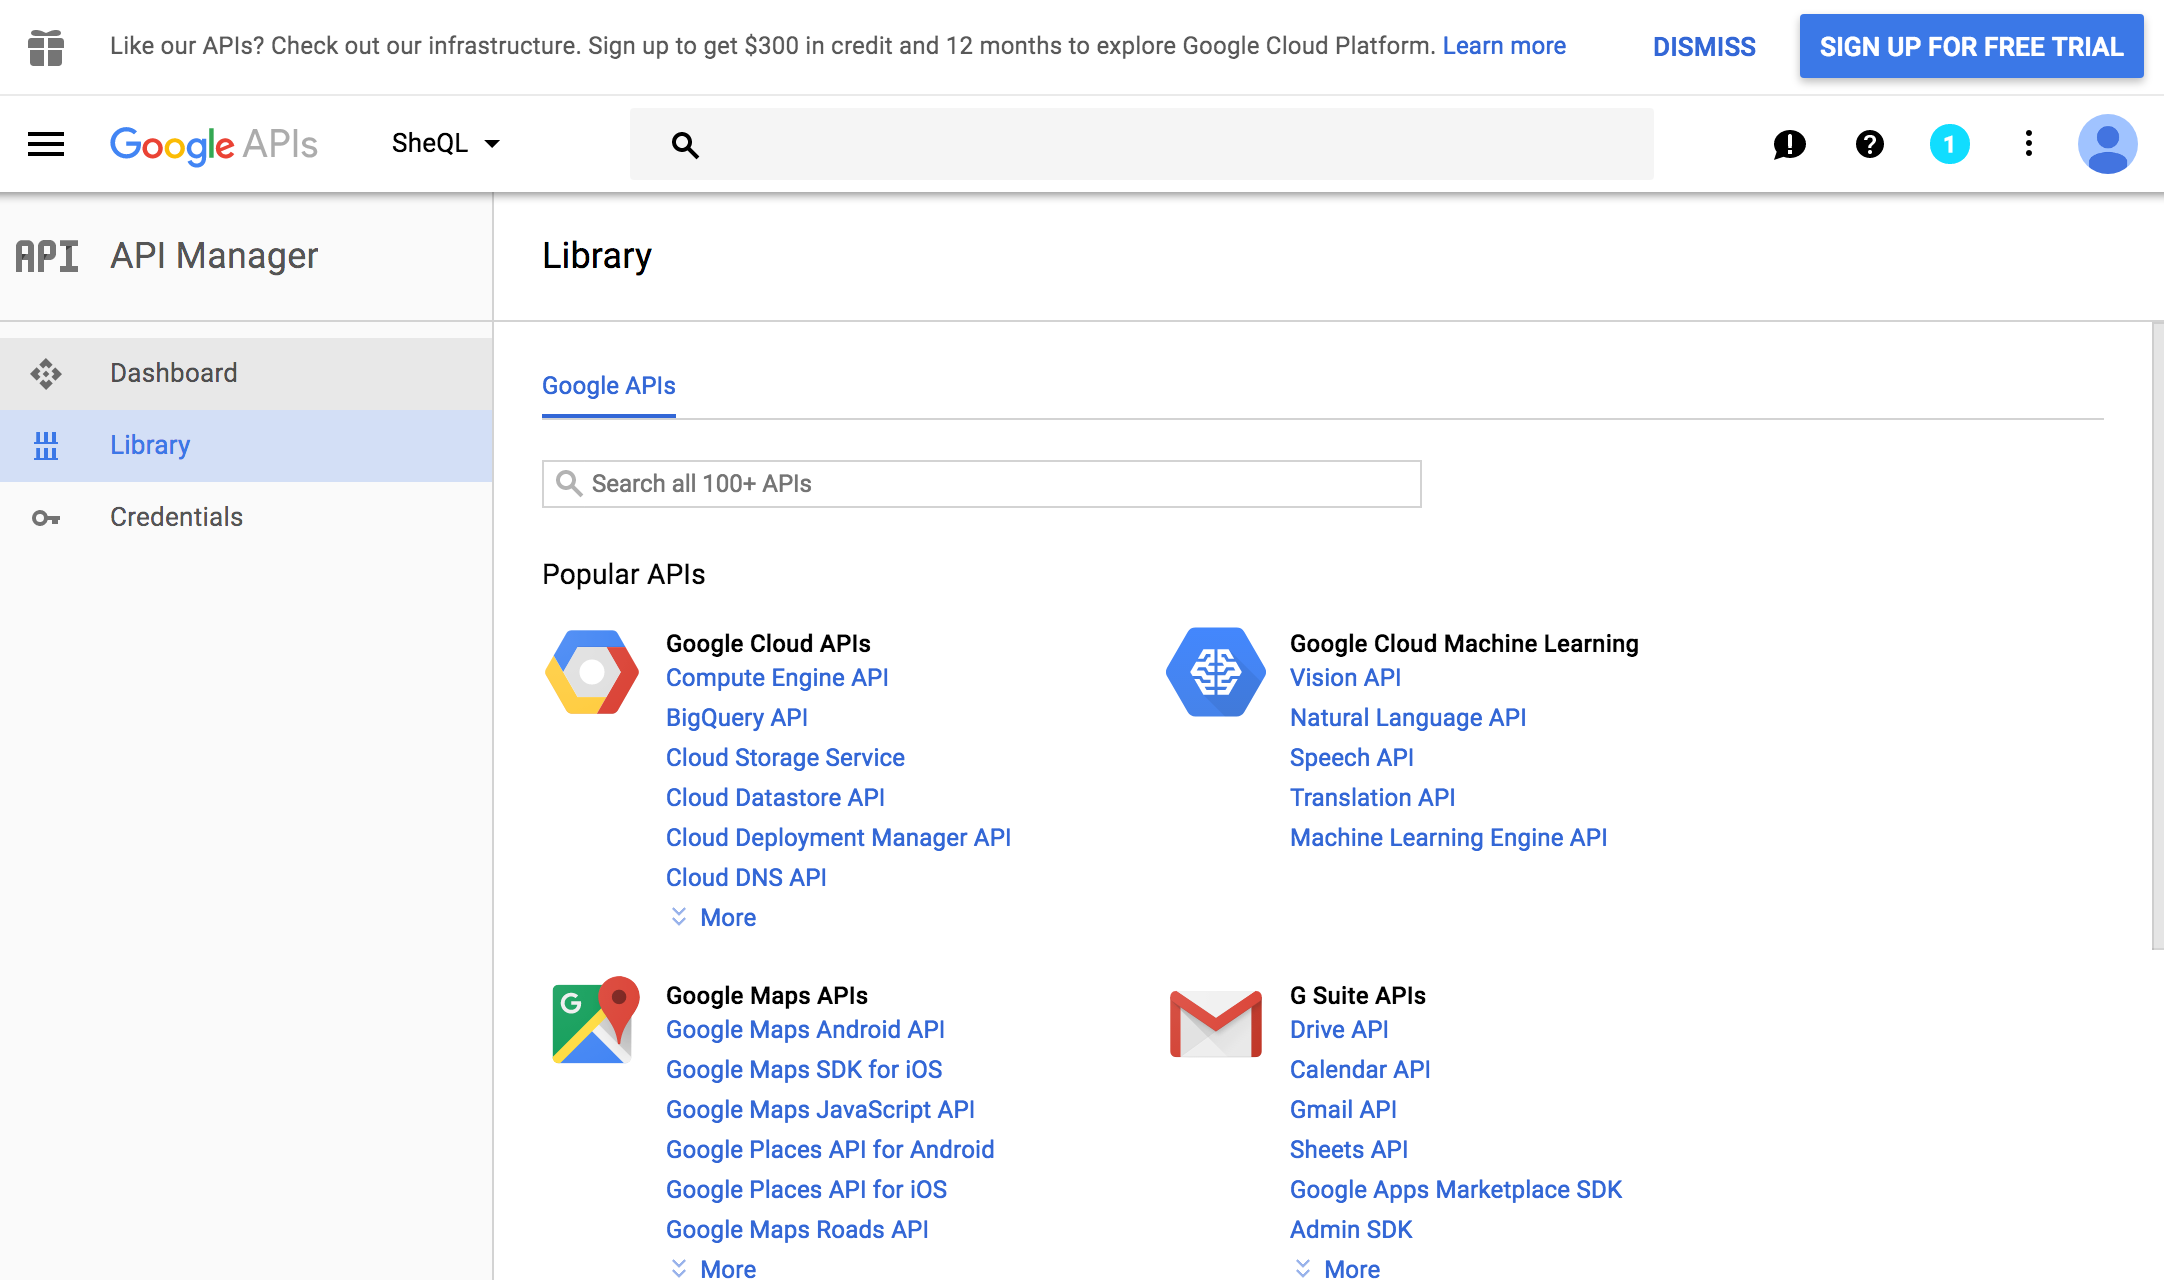 Like our APIs? Check out our infrastructure. Sign up to get $300 in credit and 12 months to explore Google Cloud Platform. Learn more
DISMISS
SIGN UP FOR FREE TRIAL
Google APIs
SheQL
1
API
API Manager
Library
Dashboard
Library
Credentials
Google APIs
Search all 100+ APIs
Popular APIs
Google Cloud APIs
Compute Engine API
BigQuery API
Cloud Storage Service
Cloud Datastore API
Cloud Deployment Manager API
Cloud DNS API
More
Google Cloud Machine Learning
Vision API
Natural Language API
Speech API
Translation API
Machine Learning Engine API
G
Google Maps APIs
Google Maps Android API
Google Maps SDK for iOS
Google Maps JavaScript API
Google Places API for Android
Google Places API for iOS
Google Maps Roads API
More
G Suite APIs
Drive API
Calendar API
Gmail API
Sheets API
Google Apps Marketplace SDK
Admin SDK
More